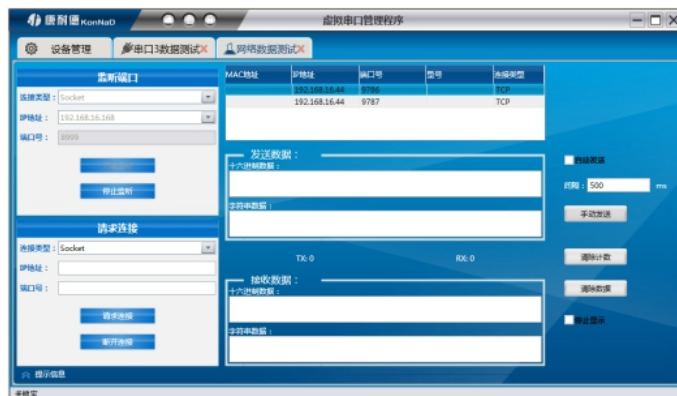 康耐德 KonNaD
虚拟串口管理程序
设备管理
串口3数据测试
网络数据测试
监听端口
连接类型： Socket
IP地址： 192.168.16.168
端口号： 8999
停止监听
请求连接
连接类型： Socket
IP地址：
端口号：
请求连接
断开连接
提示信息
MAC地址 IP地址 端口号 型号 连接类型
192.168.16.44 9786 TCP
192.168.16.44 9787 TCP
发送数据：
十六进制数据：
字符串数据：
TX: 0 RX: 0
接收数据：
十六进制数据：
字符串数据：
自动发送
间隔： 500 ms
手动发送
清除计数
清除数据
停止显示